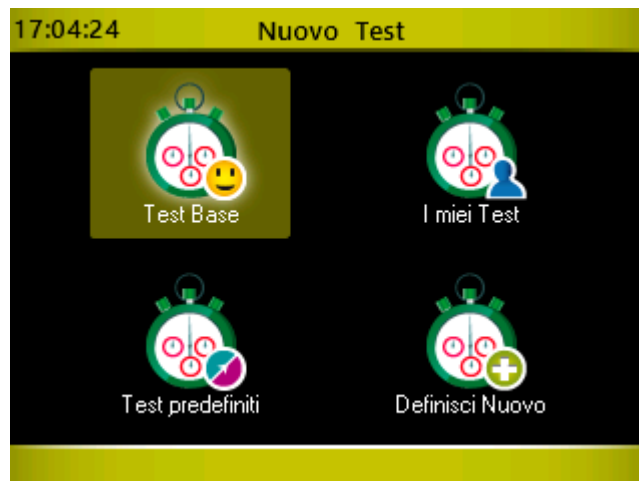 17:04:24 Nuovo Test
Test Base
I miei Test
Test predefiniti
Definisci Nuovo